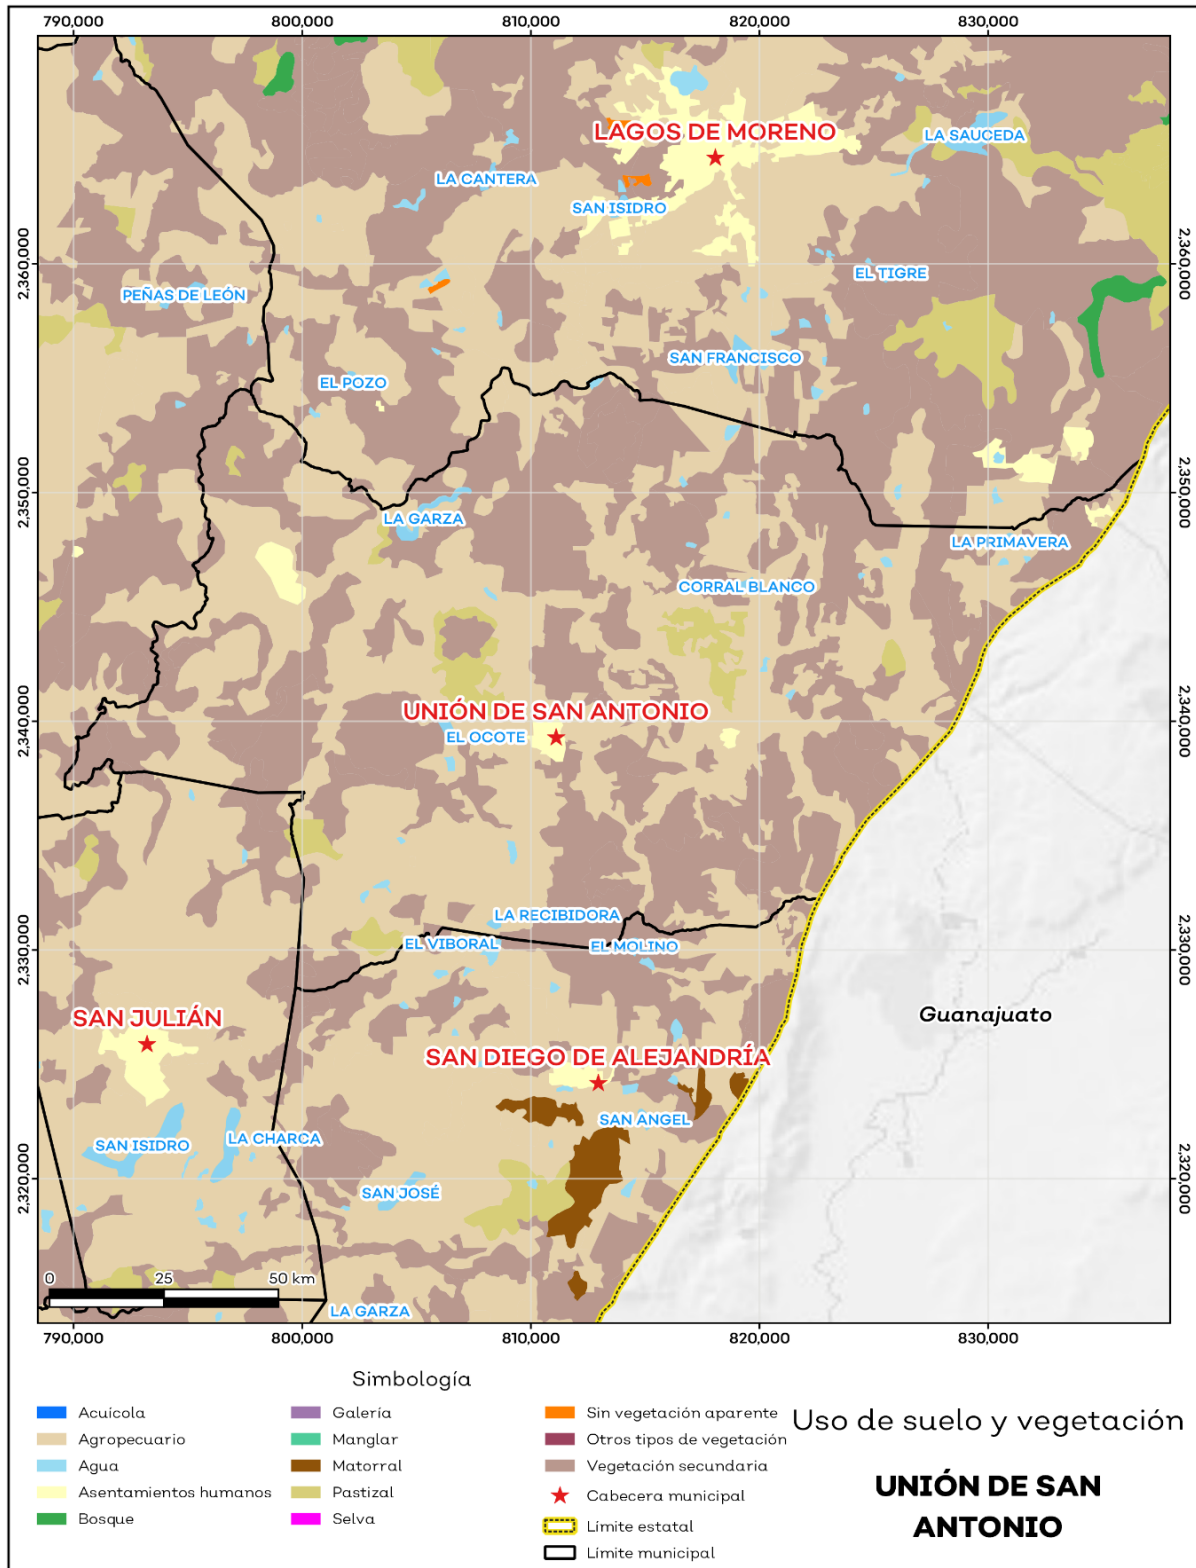 790,000
800,000
810,000
820,000
830,000
LAGOS DE MORENO
LA SAUCEDA
LA CANTERA
SAN ISIDRO
2,360,000
2,360,000
EL TIGRE
PEÑAS DE LEÓN
SAN FRANCISCO
EL POZO
2,350,000
2,350,000
LA GARZA
LA PRIMAVERA
CORRAL BLANCO
UNIÓN DE SAN ANTONIO
2,340,000
2,340,000
EL OCOTE
LA RECIBIDORA
EL VIBORAL
EL MOLINO
2,330,000
2,330,000
SAN JULIÁN
Guanajuato
SAN DIEGO DE ALEJANDRÍA
SAN ANGEL
SAN ISIDRO
LA CHARCA
SAN JOSÉ
2,320,000
2,320,000
0 25 50 km
LA GARZA
790,000
800,000
810,000
820,000
830,000
Simbología
Acuícola
Agropecuario
Agua
Asentamientos humanos
Bosque
Galería
Manglar
Matorral
Pastizal
Selva
Sin vegetación aparente
Otros tipos de vegetación
Vegetación secundaria
Cabecera municipal
Límite estatal
Límite municipal
Uso de suelo y vegetación
UNIÓN DE SAN
ANTONIO